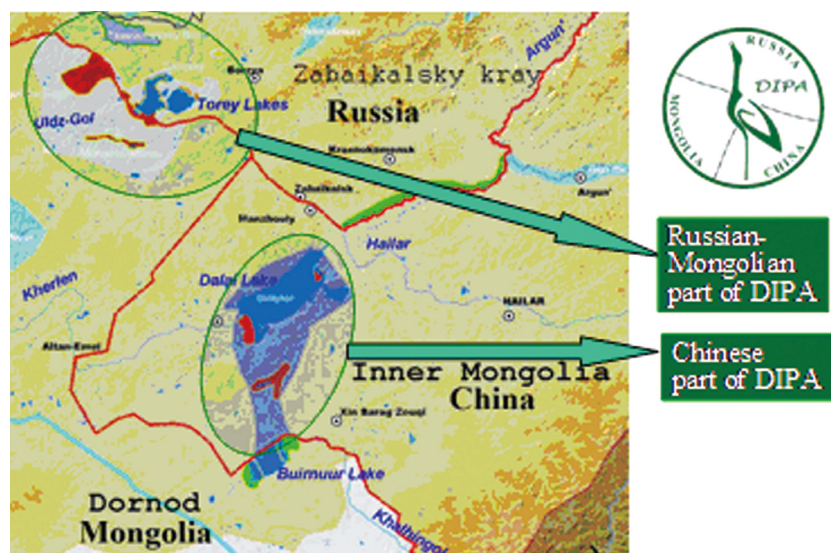 Zabaikalsky kray
Russia
Argun'
Torey Lakes
Uldz-Gol
Krasnokamensk
Zabaikalsk
Manzhouly
Argun'
Hailar
Dalai Lake
Kherlen
HAILAR
Altan-Emel
Inner Mongolia
China
Xin Barag Zouqi
Buirnuur Lake
Dornod
Mongolia
Khalhingol
RUSSIA
DIPA
MONGOLIA
CHINA
Russian-
Mongolian
part of DIPA
Chinese
part of DIPA